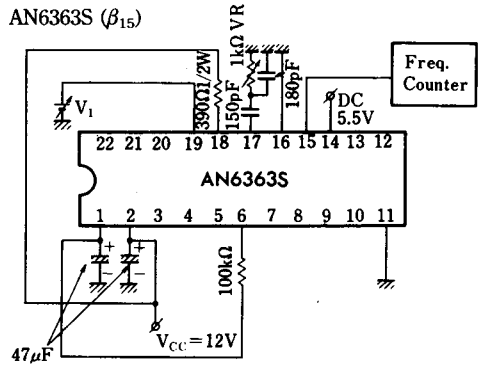 AN6363S (β₁₅)
390Ω1/2W
150pF
1kΩ VR
180pF
V₁
DC
5.5V
Freq.
Counter
22 21 20 19 18 17 16 15 14 13 12
AN6363S
1 2 3 4 5 6 7 8 9 10 11
+ +
− −
100kΩ
47μF
V_CC=12V